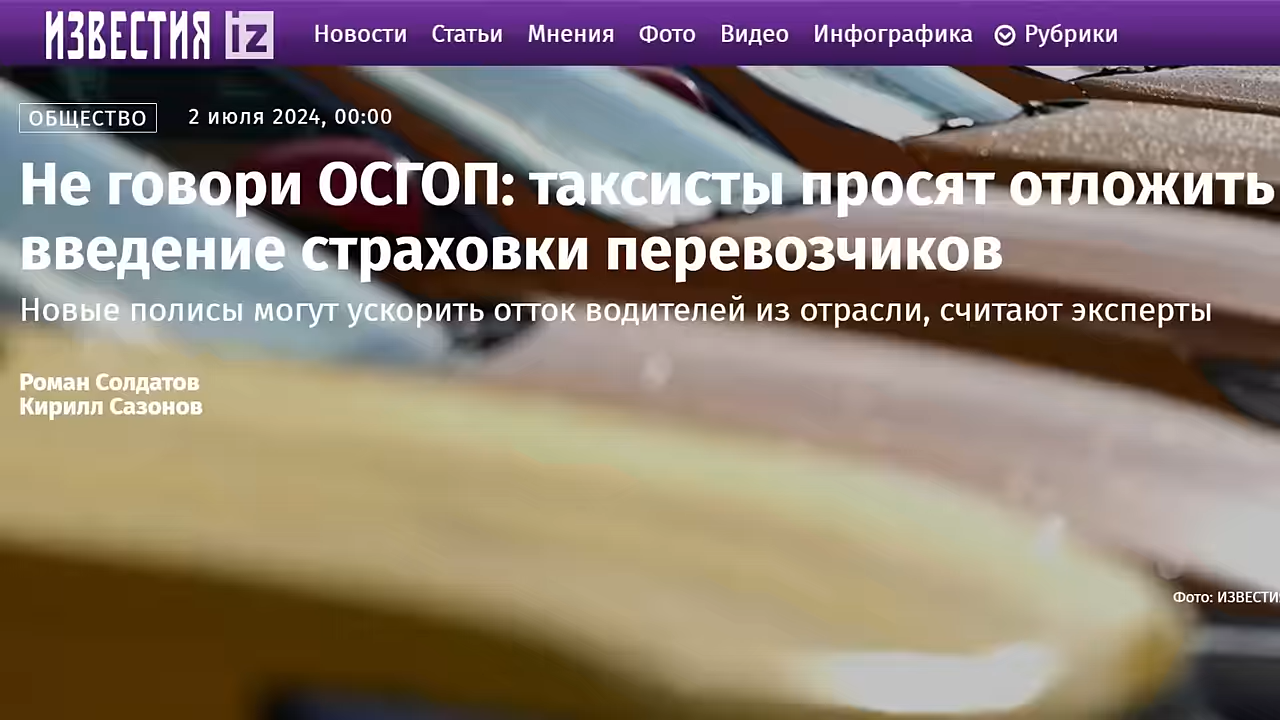 ИЗВЕСТИЯ iz Новости Статьи Мнения Фото Видео Инфографика Рубрики
ОБЩЕСТВО 2 июля 2024, 00:00
Не говори ОСГОП: таксисты просят отложить
введение страховки перевозчиков
Новые полисы могут ускорить отток водителей из отрасли, считают эксперты
Роман Солдатов
Кирилл Сазонов
Фото: ИЗВЕСТИ